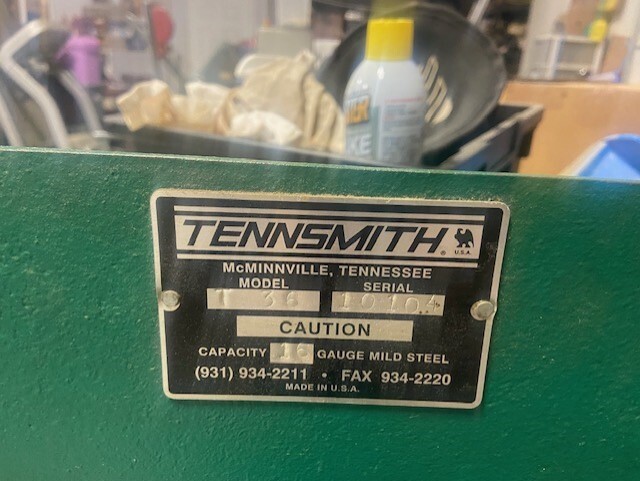 KE
TENNSMITH®
U.S.A.
McMINNVILLE, TENNESSEE
MODEL SERIAL
T 36 10104
CAUTION
CAPACITY 16 GAUGE MILD STEEL
(931) 934-2211 • FAX 934-2220
MADE IN U.S.A.